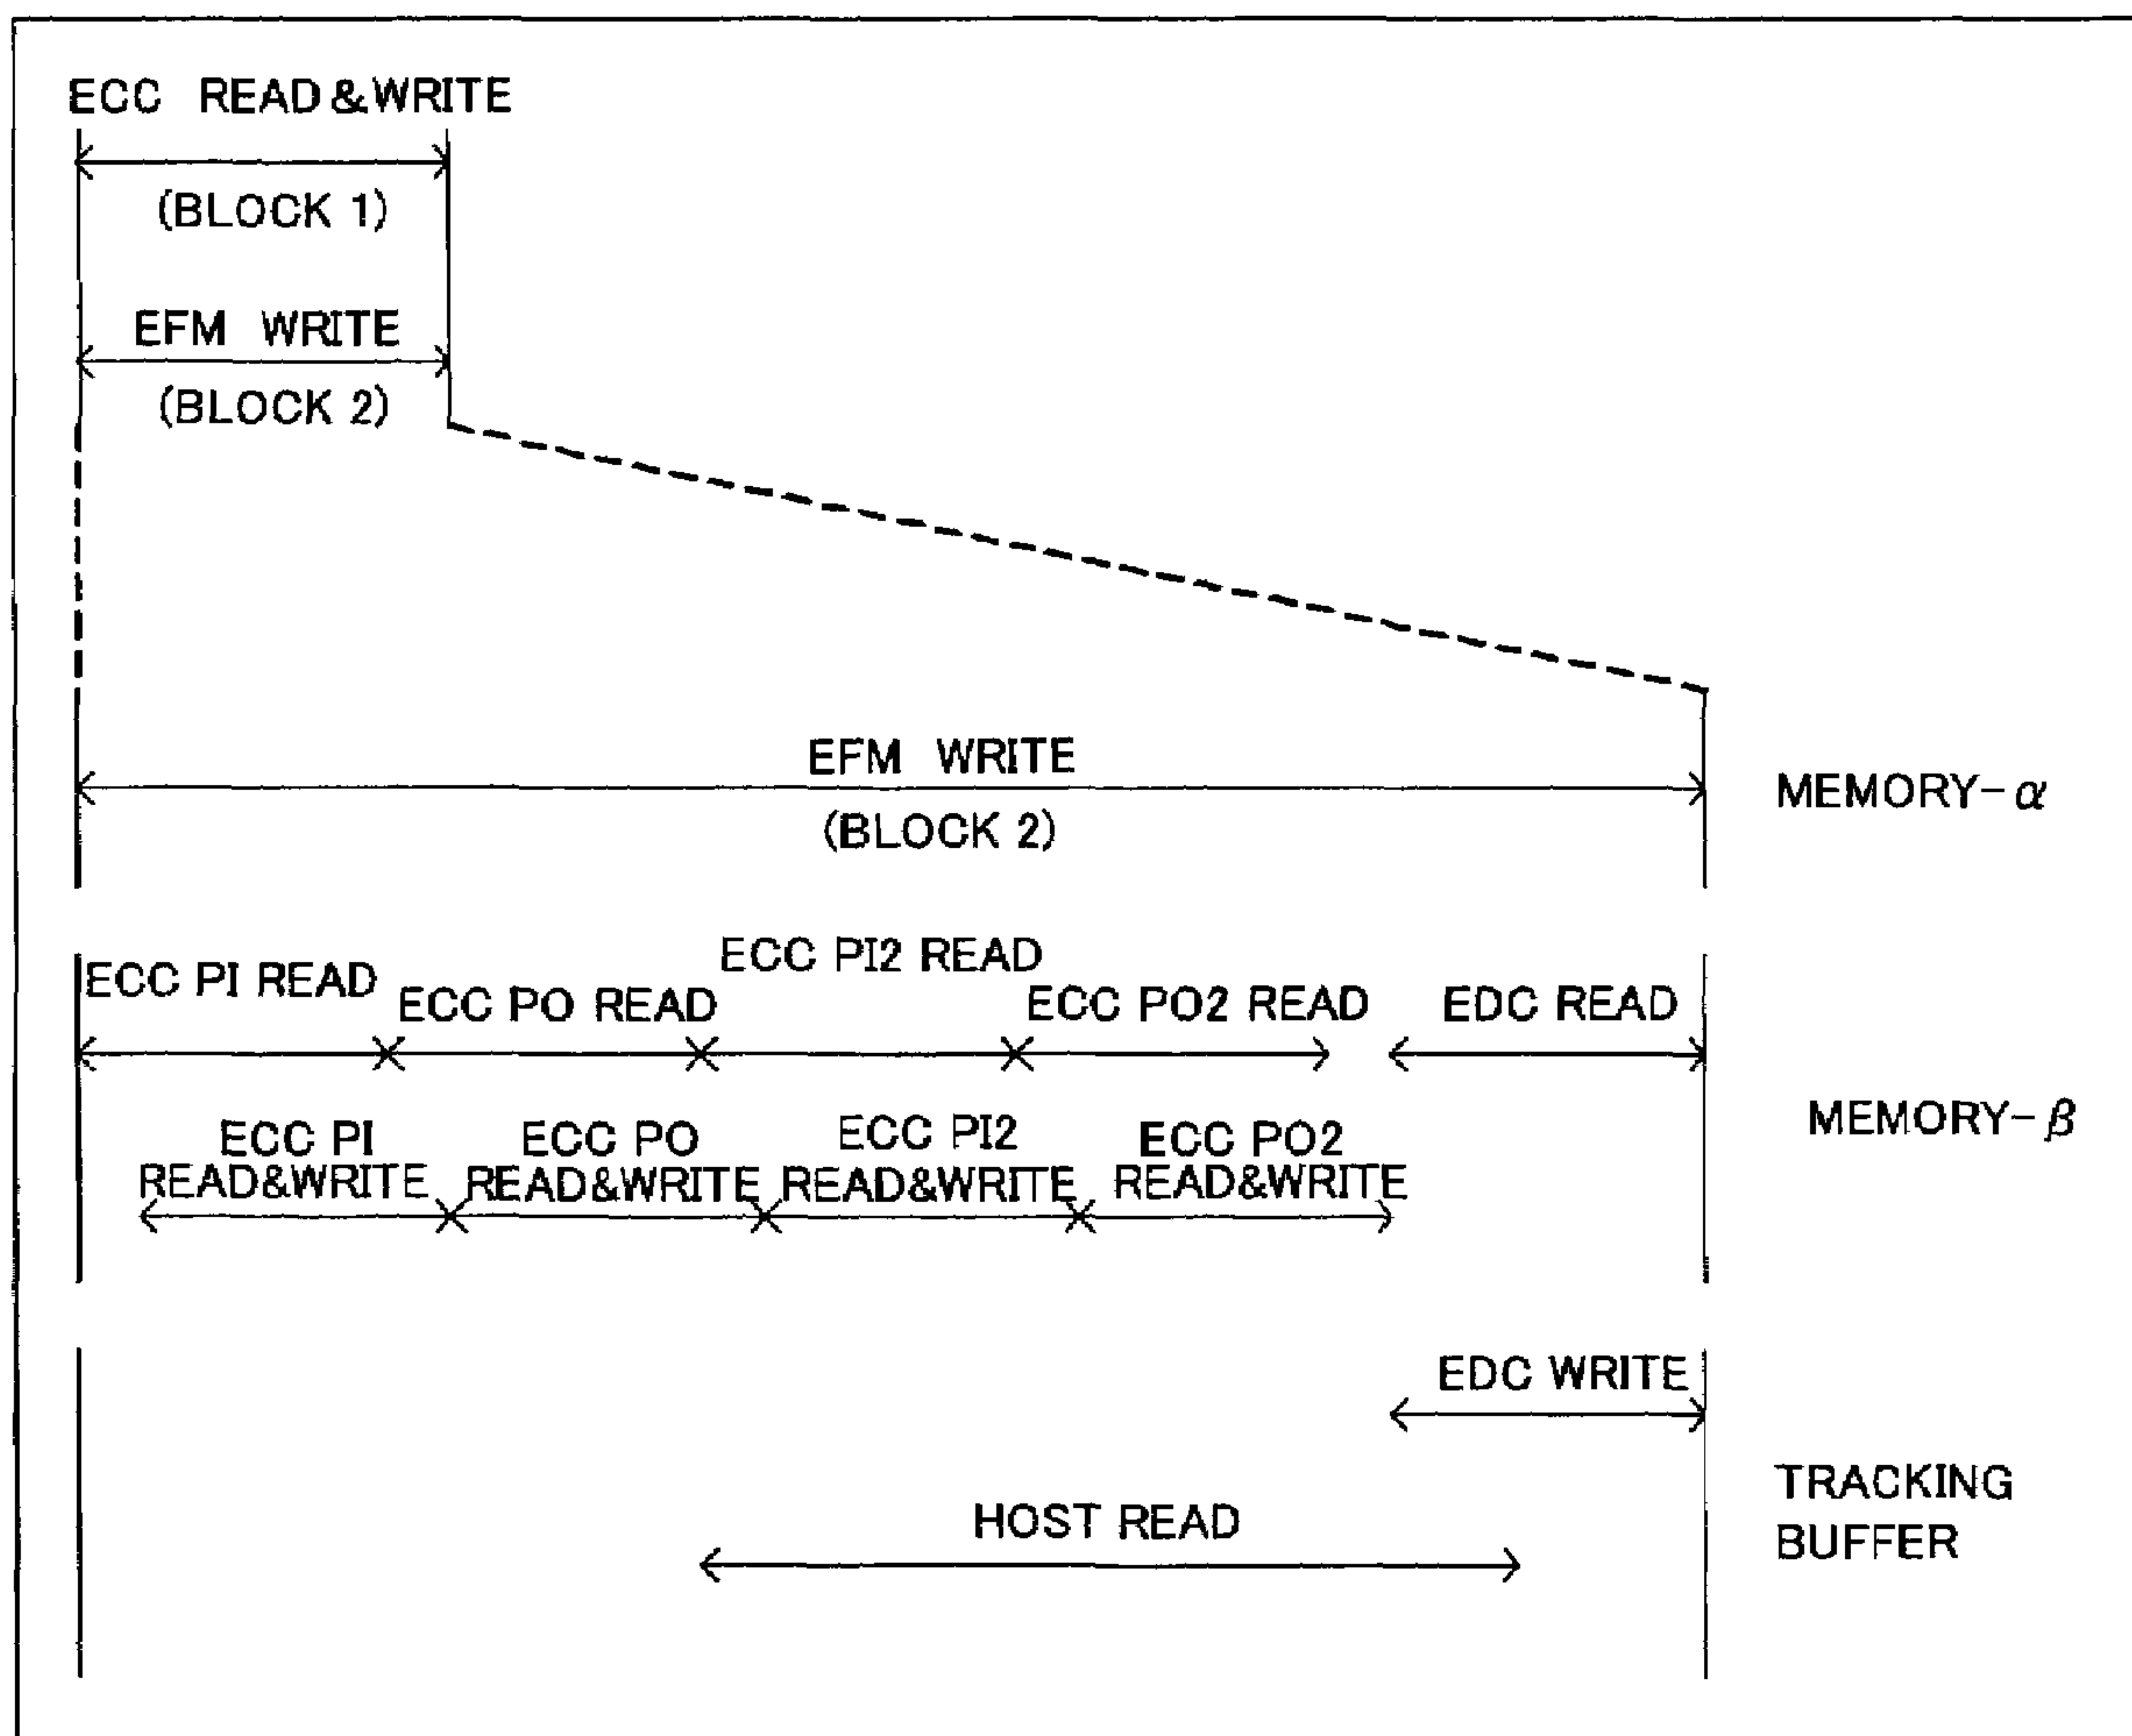 ECC READ&WRITE
(BLOCK 1)
EFM WRITE
(BLOCK 2)
EFM WRITE
(BLOCK 2)
MEMORY-α
ECC PI READ
ECC PO READ
ECC PI2 READ
ECC PO2 READ
EDC READ
MEMORY-β
ECC PI
READ&WRITE
ECC PO
READ&WRITE
ECC PI2
READ&WRITE
ECC PO2
READ&WRITE
EDC WRITE
HOST READ
TRACKING
BUFFER